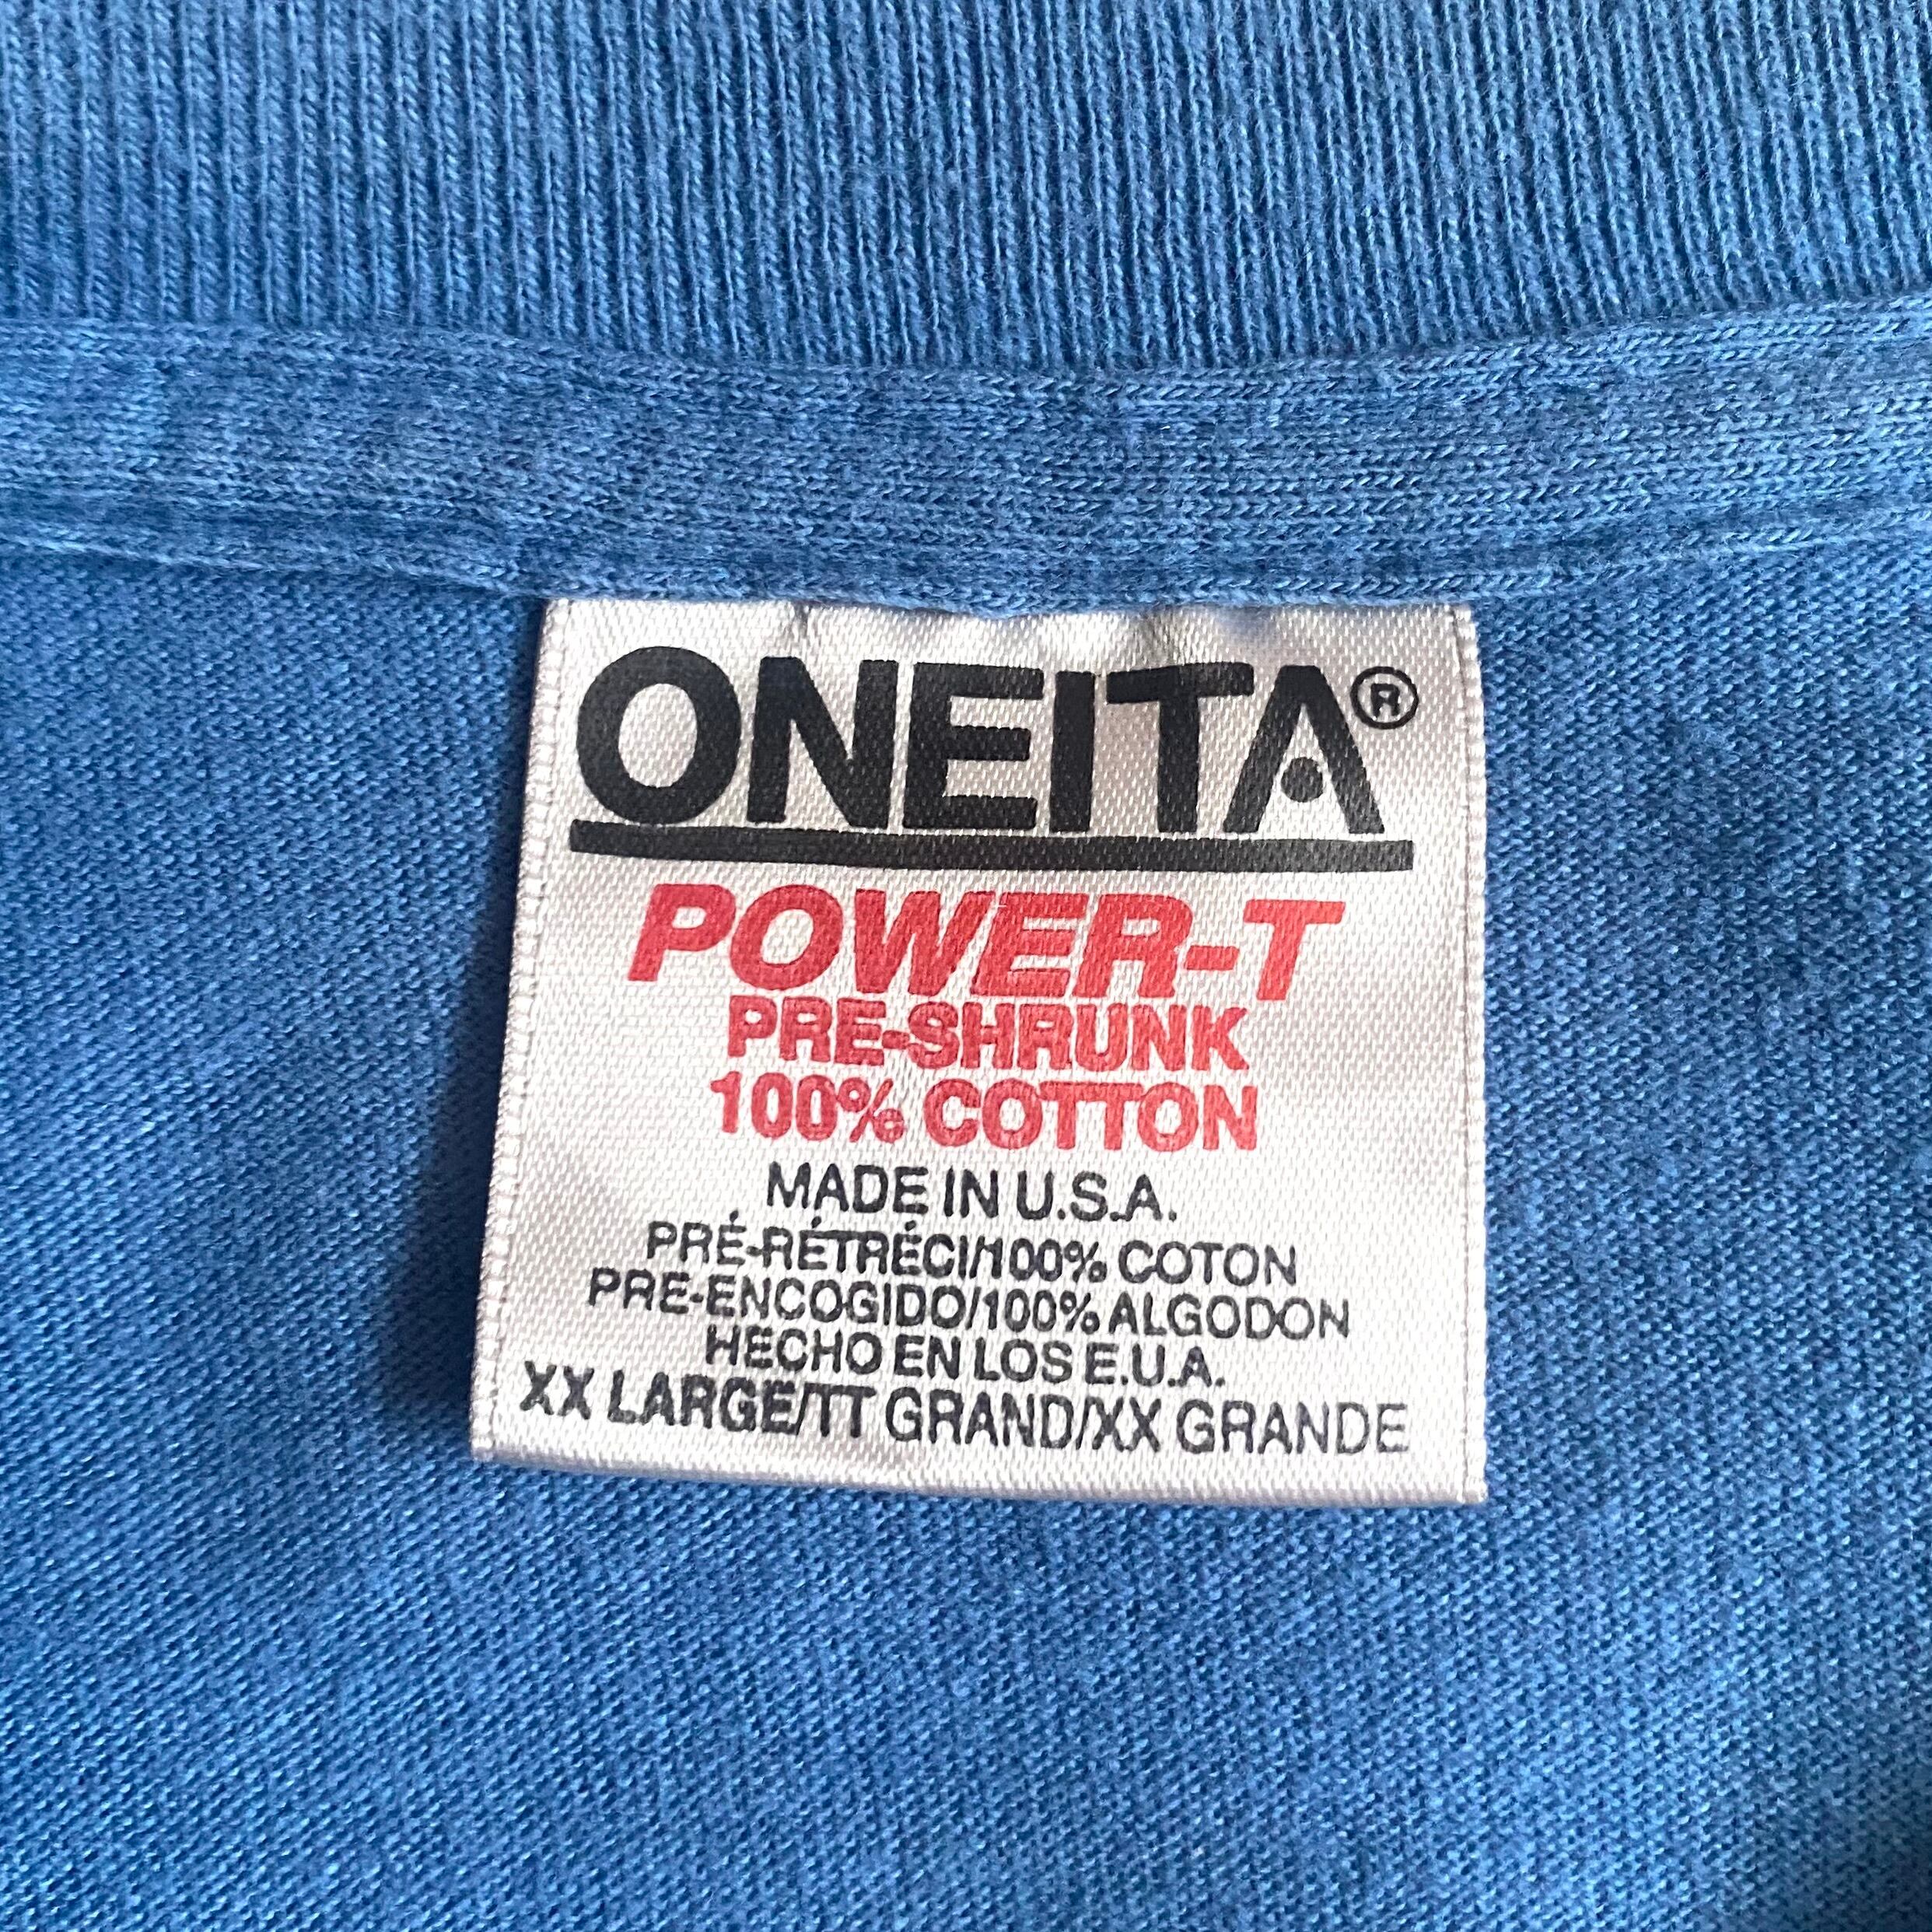 ONEITA®
POWER-T
PRE-SHRUNK
100% COTTON
MADE IN U.S.A.
PRÉ-RÉTRÉCI/100% COTON
PRE-ENCOGIDO/100% ALGODON
HECHO EN LOS E.U.A.
XX LARGE/TT GRAND/XX GRANDE